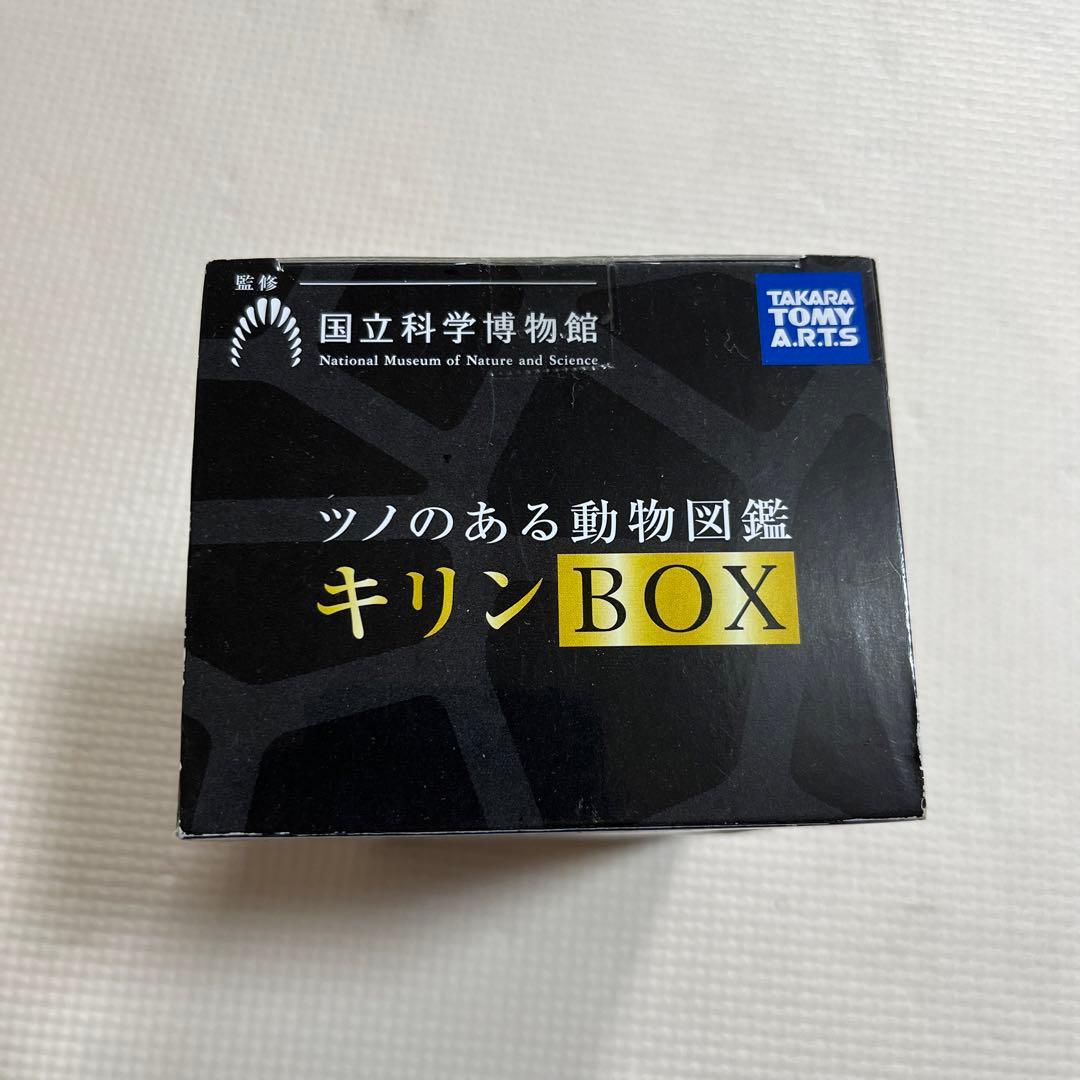 監修
国立科学博物館
National Museum of Nature and Science
TAKARA
TOMY
A.R.T.S
ツノのある動物図鑑
キリンBOX